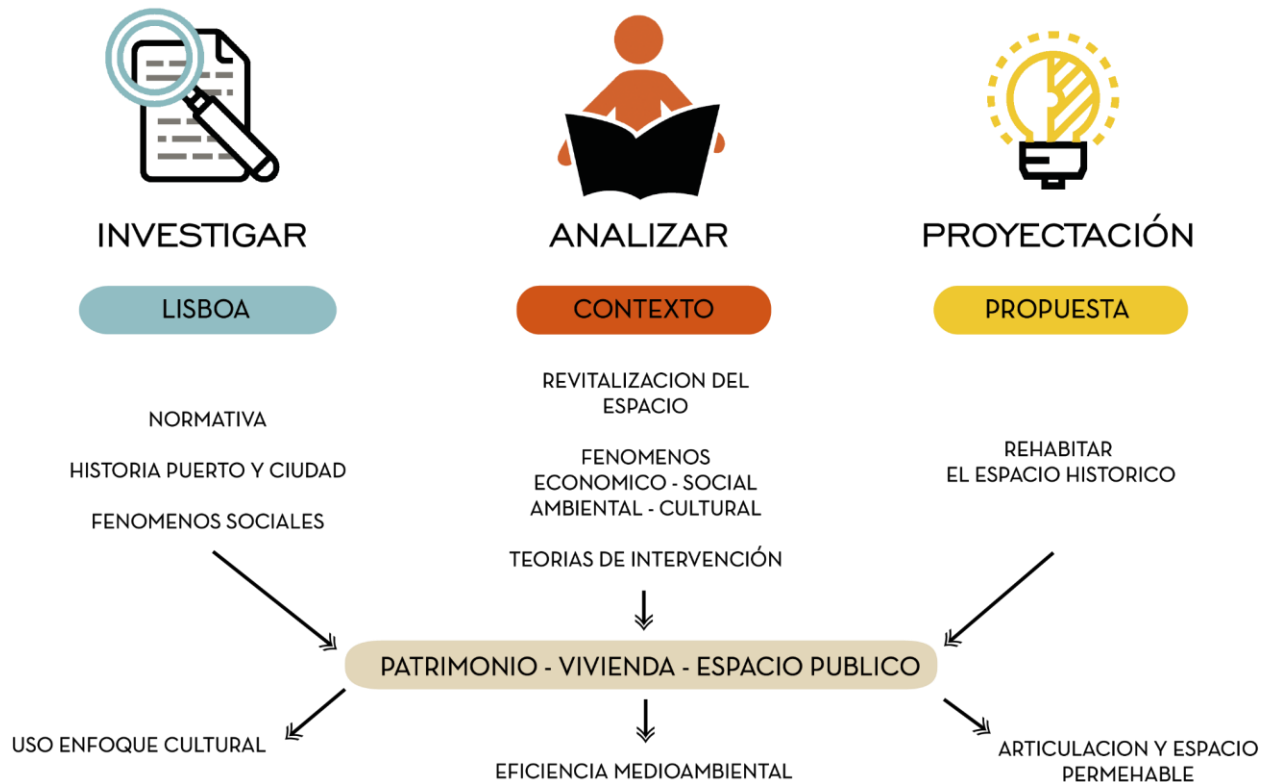 INVESTIGAR
LISBOA
NORMATIVA
HISTORIA PUERTO Y CIUDAD
FENOMENOS SOCIALES
ANALIZAR
CONTEXTO
REVITALIZACION DEL
ESPACIO
FENOMENOS
ECONOMICO - SOCIAL
AMBIENTAL - CULTURAL
TEORIAS DE INTERVENCIÓN
PROYECTACIÓN
PROPUESTA
REHABITAR
EL ESPACIO HISTORICO
PATRIMONIO - VIVIENDA - ESPACIO PUBLICO
USO ENFOQUE CULTURAL
EFICIENCIA MEDIOAMBIENTAL
ARTICULACION Y ESPACIO
PERMEHABLE